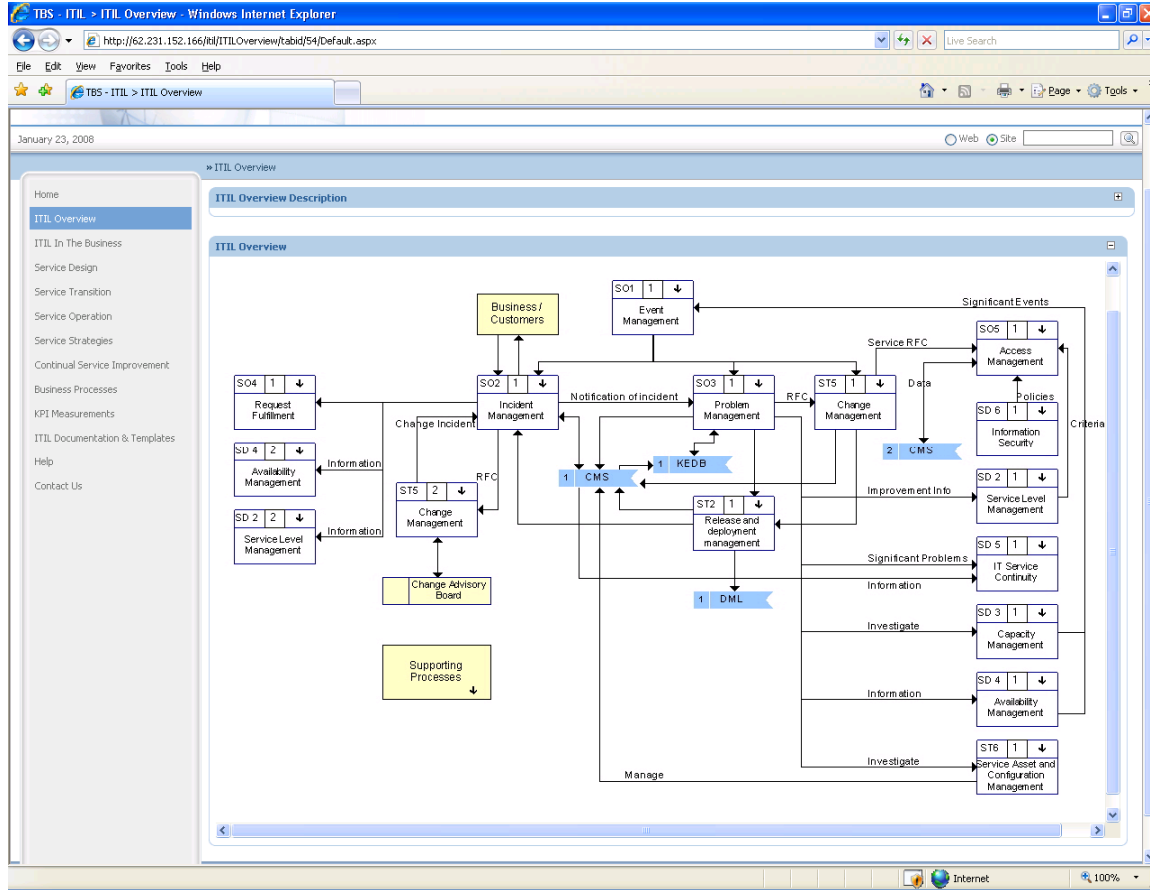 TBS - ITIL > ITIL Overview - Windows Internet Explorer
http://62.231.152.166/itil/ITILOverview/tabid/54/Default.aspx
Live Search
File Edit View Favorites Tools Help
TBS - ITIL > ITIL Overview
Page Tools
January 23, 2008
Web Site
» ITIL Overview
Home
ITIL Overview
ITIL In The Business
Service Design
Service Transition
Service Operation
Service Strategies
Continual Service Improvement
Business Processes
KPI Measurements
ITIL Documentation & Templates
Help
Contact Us
ITIL Overview Description
ITIL Overview
Business /
Customers
SO1 1
Event
Management
Significant Events
SO5 1
Access
Management
Service RFC
Data
Policies
Criteria
SO4 1
Request
Fulfillment
SO2 1
Incident
Management
Notification of incident
SO3 1
Problem
Management
RFC
ST5 1
Change
Management
SD 6 1
Information
Security
Change Incident
SD 4 2
Availability
Management
Information
RFC
1 CMS
1 KEDB
2 CMS
SD 2 1
Service Level
Management
Improvement Info
ST5 2
Change
Management
SD 2 2
Service Level
Management
Information
ST2 1
Release and
deployment
management
Significant Problems
SD 5 1
IT Service
Continuity
Information
Change Advisory
Board
1 DML
Investigate
SD 3 1
Capacity
Management
Supporting
Processes
Information
SD 4 1
Availability
Management
Investigate
ST6 1
Service Asset and
Configuration
Management
Manage
Internet
100%